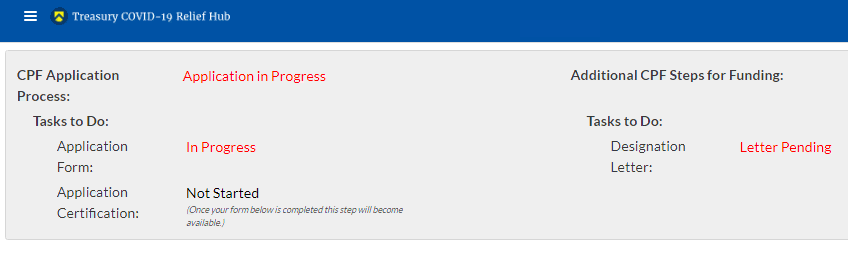 Treasury COVID-19 Relief Hub
CPF Application Process:
Application in Progress
Additional CPF Steps for Funding:
Tasks to Do:
Tasks to Do:
Application Form:
In Progress
Designation Letter:
Letter Pending
Application Certification:
Not Started
(Once your form below is completed this step will become
available.)